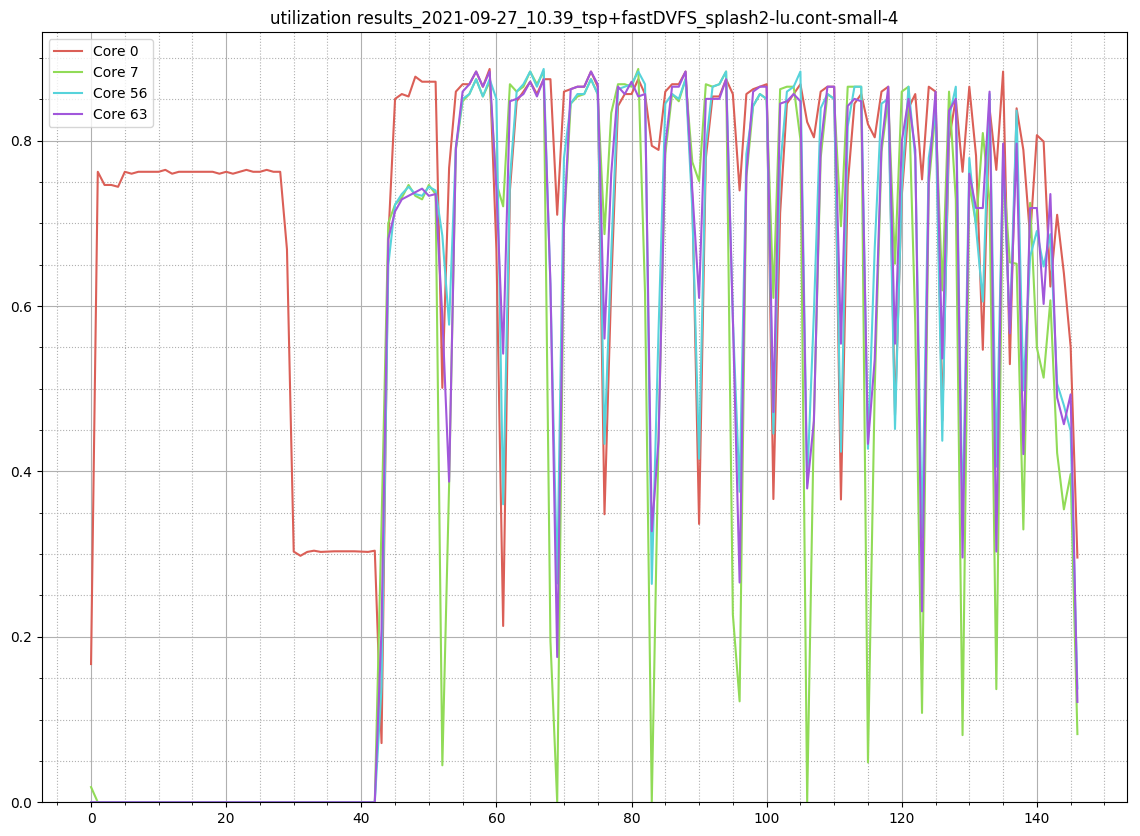 utilization results_2021-09-27_10.39_tsp+fastDVFS_splash2-lu.cont-small-4
Core 0
Core 7
Core 56
Core 63
0.8
0.6
0.4
0.2
0.0
0 20 40 60 80 100 120 140